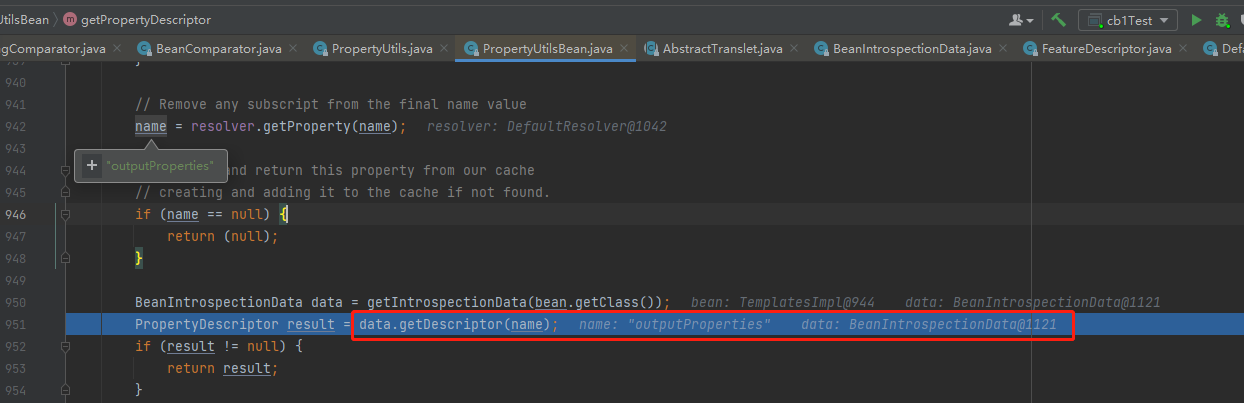 UtilsBean getPropertyDescriptor cb1Test
ngComparator.java BeanComparator.java PropertyUtils.java PropertyUtilsBean.java AbstractTranslet.java BeanIntrospectionData.java FeatureDescriptor.java Defa
940
941 // Remove any subscript from the final name value
942 name = resolver.getProperty(name); resolver: DefaultResolver@1042
943
+ "outputProperties"
944 and return this property from our cache
945 // creating and adding it to the cache if not found.
946 if (name == null) {
947 return (null);
948 }
949
950 BeanIntrospectionData data = getIntrospectionData(bean.getClass()); bean: TemplatesImpl@944 data: BeanIntrospectionData@1121
951 PropertyDescriptor result = data.getDescriptor(name); name: "outputProperties" data: BeanIntrospectionData@1121
952 if (result != null) {
953 return result;
954 }